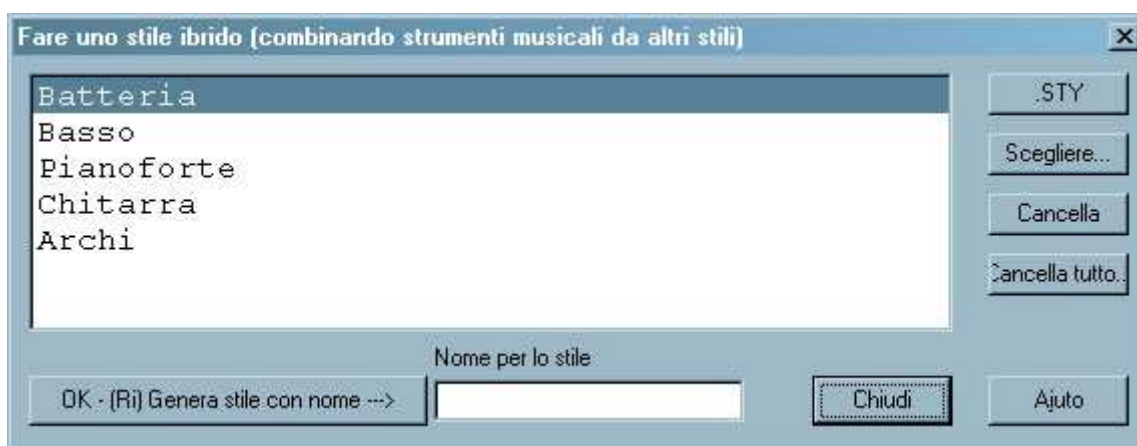 Fare uno stile ibrido (combinando strumenti musicali da altri stili)
Batteria
Basso
Pianoforte
Chitarra
Archi
.STY
Scegliere...
Cancella
Cancella tutto..
Nome per lo stile
OK - (Ri) Genera stile con nome --->
Chiudi
Ajuto